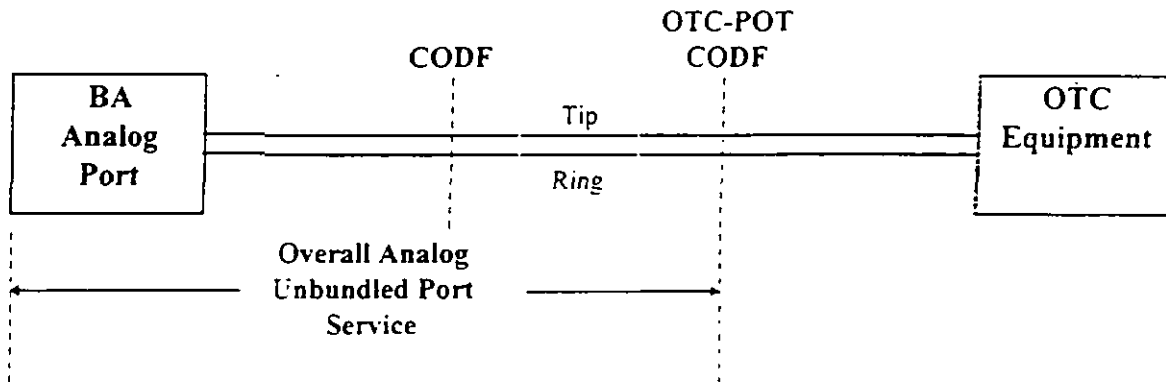 OTC-POT
CODF
CODF
BA
Analog
Port
Tip
Ring
OTC
Equipment
Overall Analog
Unbundled Port
Service